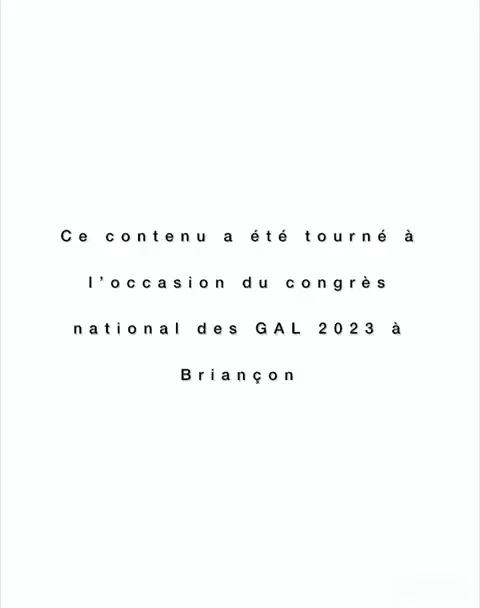 Ce contenu a été tourné à
l’occasion du congrès
national des GAL 2023 à
Briançon